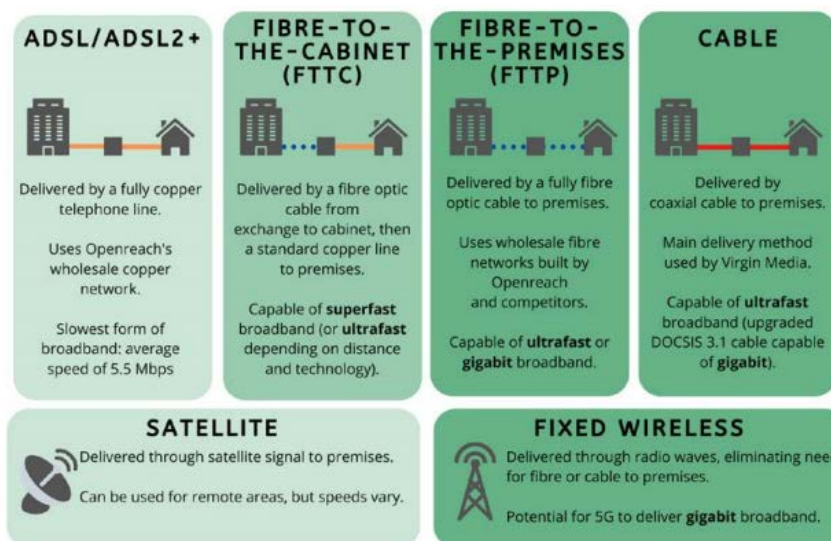 ADSL/ADSL2+
Delivered by a fully copper
telephone line.
Uses Openreach's
wholesale copper
network.
Slowest form of
broadband: average
speed of 5.5 Mbps
FIBRE-TO-
THE-CABINET
(FTTC)
Delivered by a fibre optic
cable from
exchange to cabinet, then
a standard copper line
to premises.
Capable of superfast
broadband (or ultrafast
depending on distance
and technology).
FIBRE-TO-
THE-PREMISES
(FTTP)
Delivered by a fully fibre
optic cable to premises.
Uses wholesale fibre
networks built by
Openreach
and competitors.
Capable of ultrafast or
gigabit broadband.
CABLE
Delivered by
coaxial cable to premises.
Main delivery method
used by Virgin Media.
Capable of ultrafast
broadband (upgraded
DOCSIS 3.1 cable capable
of gigabit).
SATELLITE
Delivered through satellite signal to premises.
Can be used for remote areas, but speeds vary.
FIXED WIRELESS
Delivered through radio waves, eliminating need
for fibre or cable to premises.
Potential for 5G to deliver gigabit broadband.